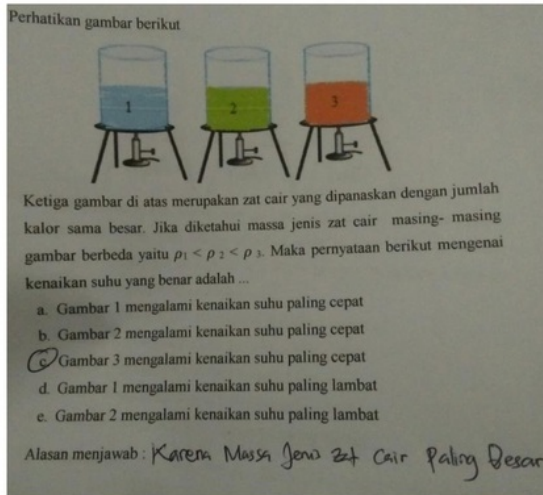 Perhatikan gambar berikut
1 2 3
Ketiga gambar di atas merupakan zat cair yang dipanaskan dengan jumlah
kalor sama besar. Jika diketahui massa jenis zat cair masing- masing
gambar berbeda yaitu ρ₁ < ρ ₂ < ρ ₃. Maka pernyataan berikut mengenai
kenaikan suhu yang benar adalah ...
a. Gambar 1 mengalami kenaikan suhu paling cepat
b. Gambar 2 mengalami kenaikan suhu paling cepat
c. Gambar 3 mengalami kenaikan suhu paling cepat
d. Gambar 1 mengalami kenaikan suhu paling lambat
e. Gambar 2 mengalami kenaikan suhu paling lambat
Alasan menjawab : Karena Massa Jenis zat Cair Paling Besar